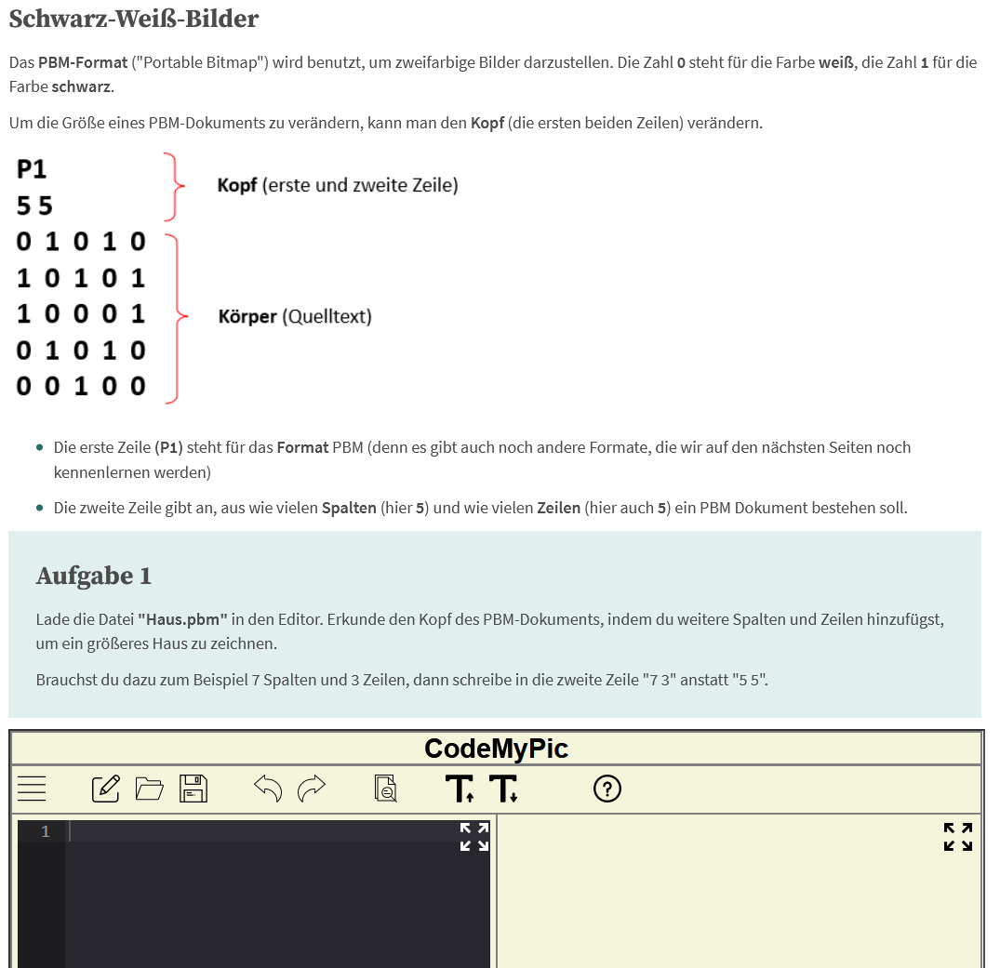 Schwarz-Weiß-Bilder
Das PBM-Format ("Portable Bitmap") wird benutzt, um zweifarbige Bilder darzustellen. Die Zahl 0 steht für die Farbe weiß, die Zahl 1 für die
Farbe schwarz.
Um die Größe eines PBM-Dokuments zu verändern, kann man den Kopf (die ersten beiden Zeilen) verändern.
P1
5 5
Kopf (erste und zweite Zeile)
0 1 0 1 0
1 0 1 0 1
1 0 0 0 1
0 1 0 1 0
0 0 1 0 0
Körper (Quelltext)
Die erste Zeile (P1) steht für das Format PBM (denn es gibt auch noch andere Formate, die wir auf den nächsten Seiten noch
kennenlernen werden)
Die zweite Zeile gibt an, aus wie vielen Spalten (hier 5) und wie vielen Zeilen (hier auch 5) ein PBM Dokument bestehen soll.
Aufgabe 1
Lade die Datei "Haus.pbm" in den Editor. Erkunde den Kopf des PBM-Dokuments, indem du weitere Spalten und Zeilen hinzufügst,
um ein größeres Haus zu zeichnen.
Brauchst du dazu zum Beispiel 7 Spalten und 3 Zeilen, dann schreibe in die zweite Zeile "7 3" anstatt "5 5".
CodeMyPic
T T ?
1